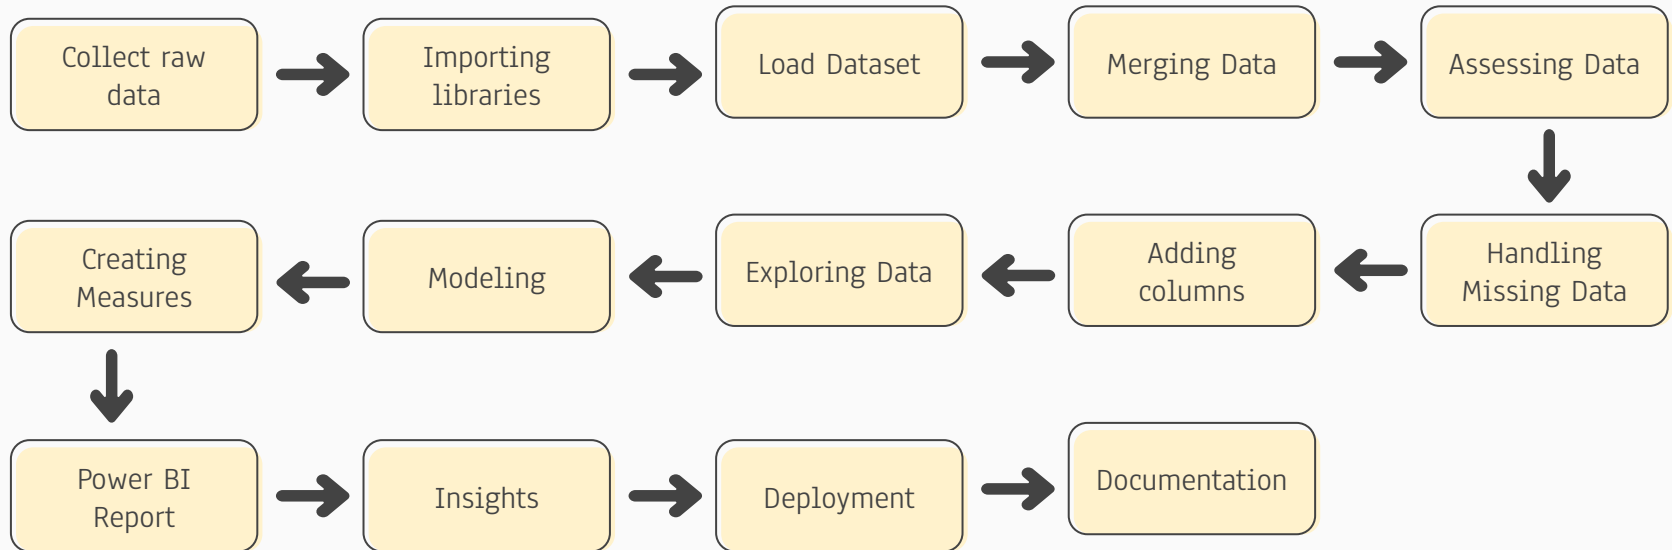 Collect raw
data
Importing
libraries
Load Dataset
Merging Data
Assessing Data
Handling
Missing Data
Adding
columns
Exploring Data
Modeling
Creating
Measures
Power BI
Report
Insights
Deployment
Documentation